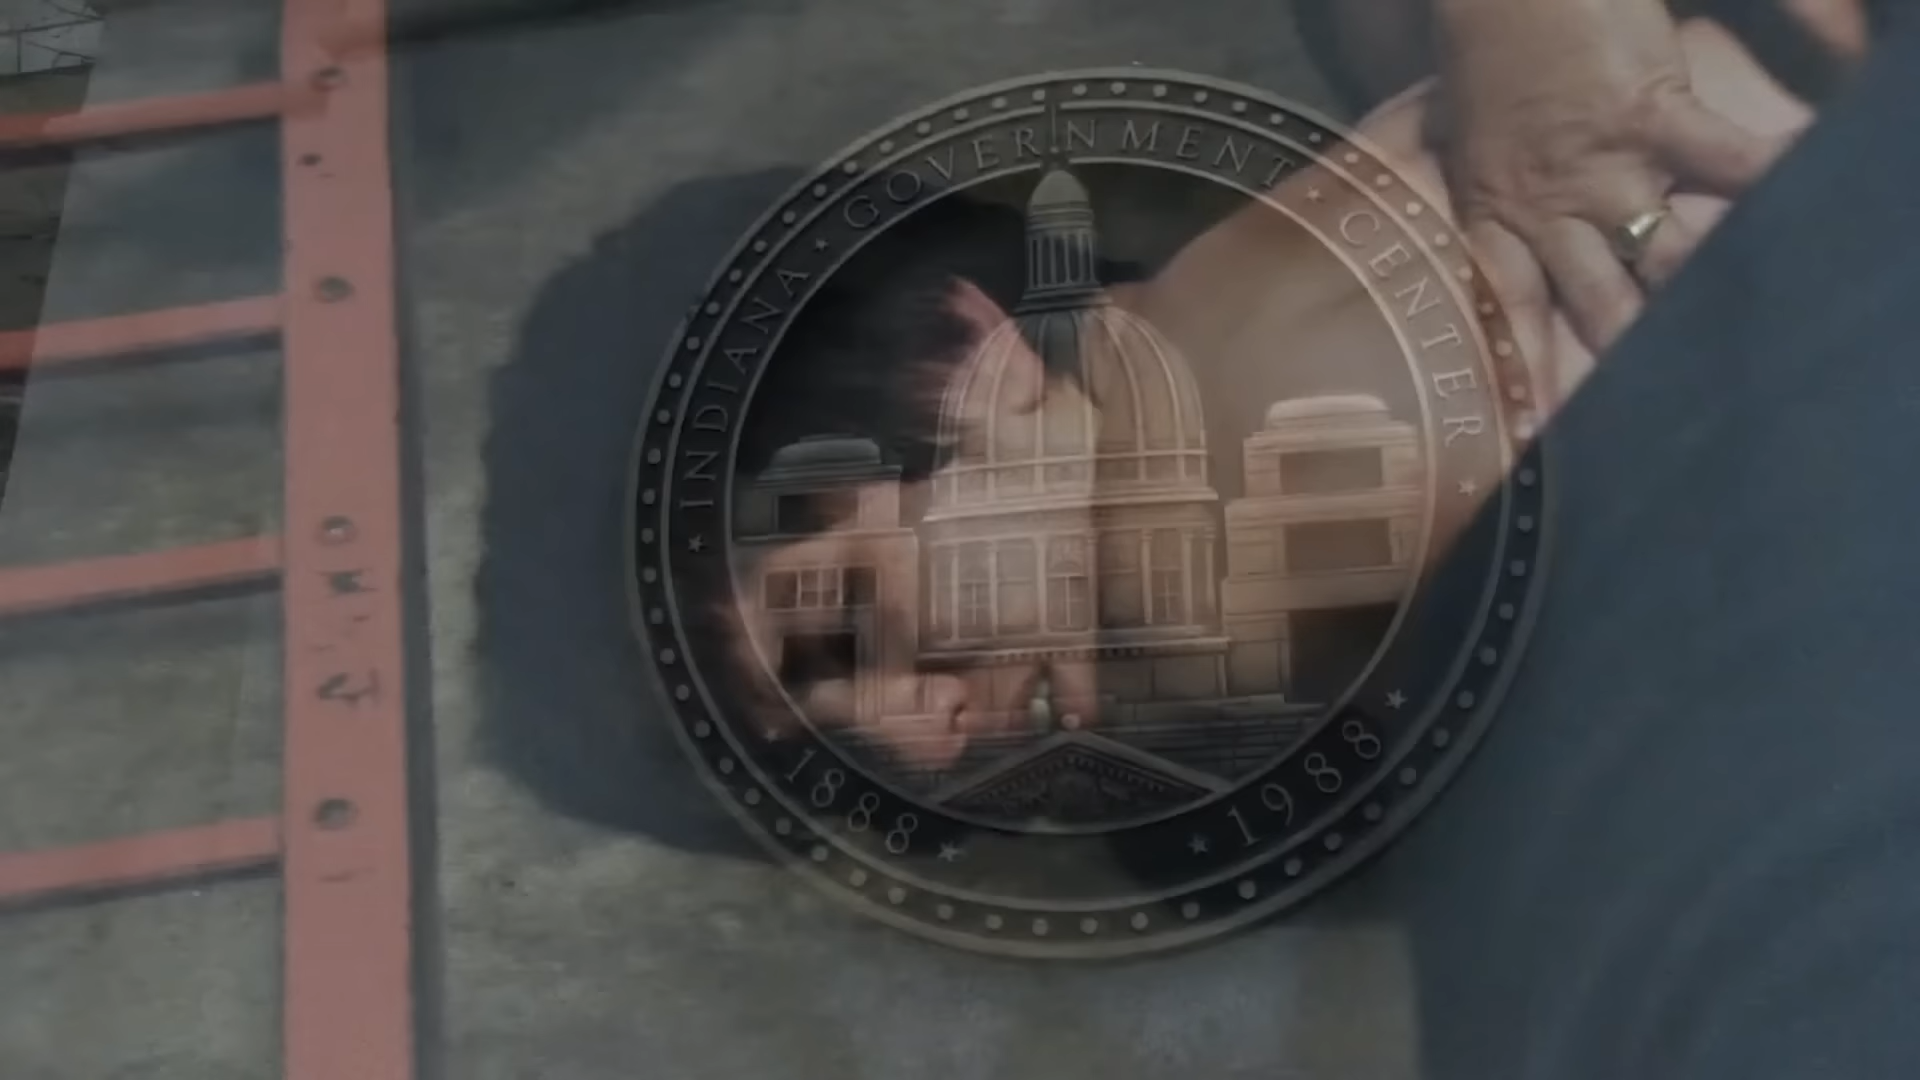 ★ INDIANA ★ GOVERNMENT ★ CENTER ★
★ 1888 ★ ★ 1988 ★